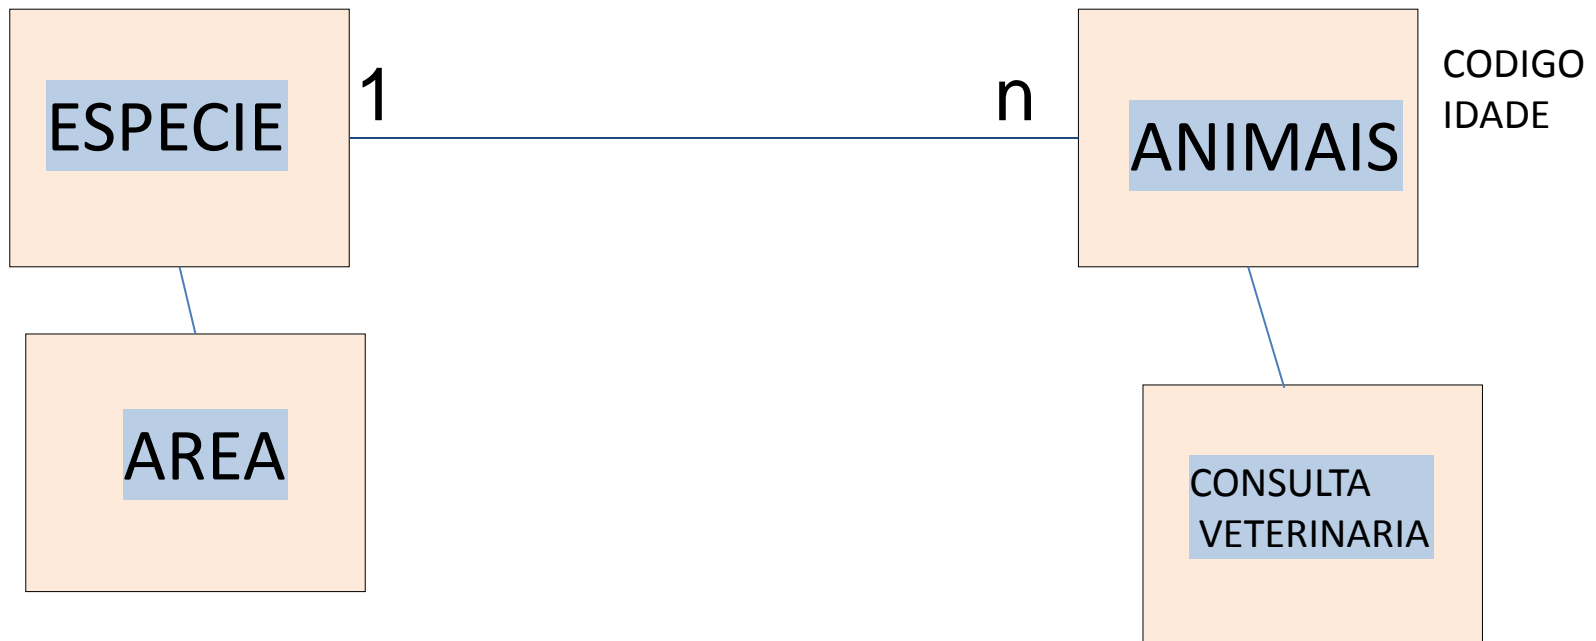 ESPECIE
1
n
ANIMAIS
CODIGO
IDADE
AREA
CONSULTA
VETERINARIA